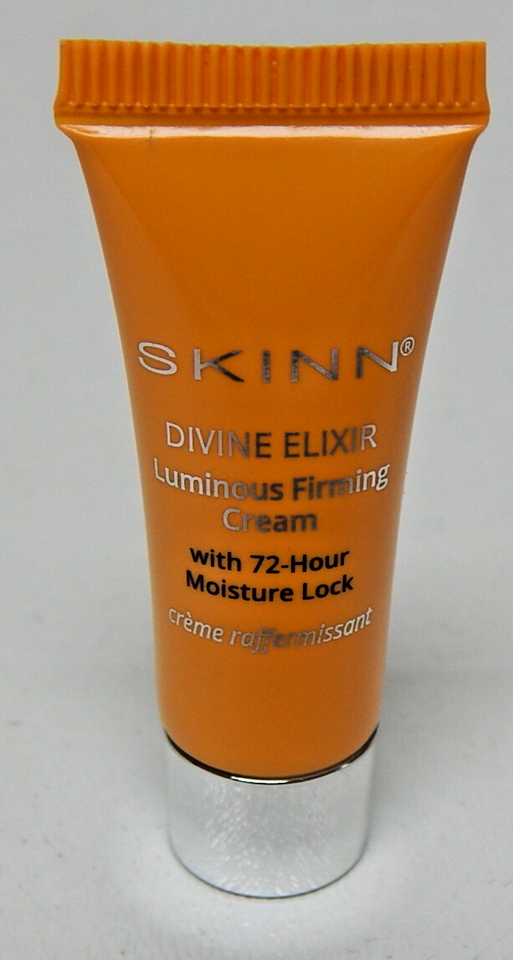 SKINN®
DIVINE ELIXIR
Luminous Firming
Cream
with 72-Hour
Moisture Lock
crème raffermissant